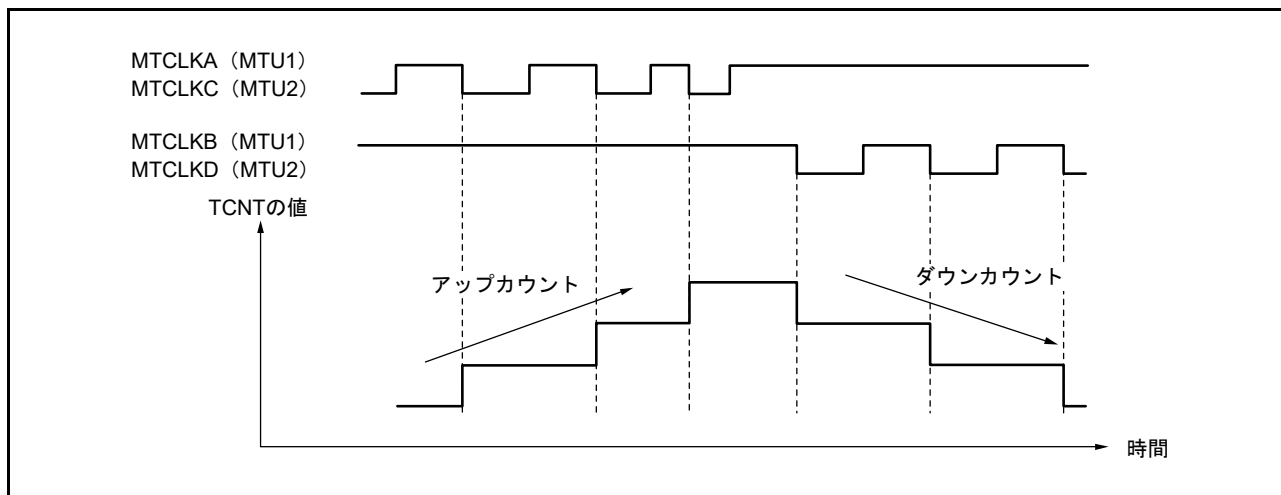 MTCLKA（MTU1）
MTCLKC（MTU2）
MTCLKB（MTU1）
MTCLKD（MTU2）
TCNTの値
アップカウント
ダウンカウント
時間